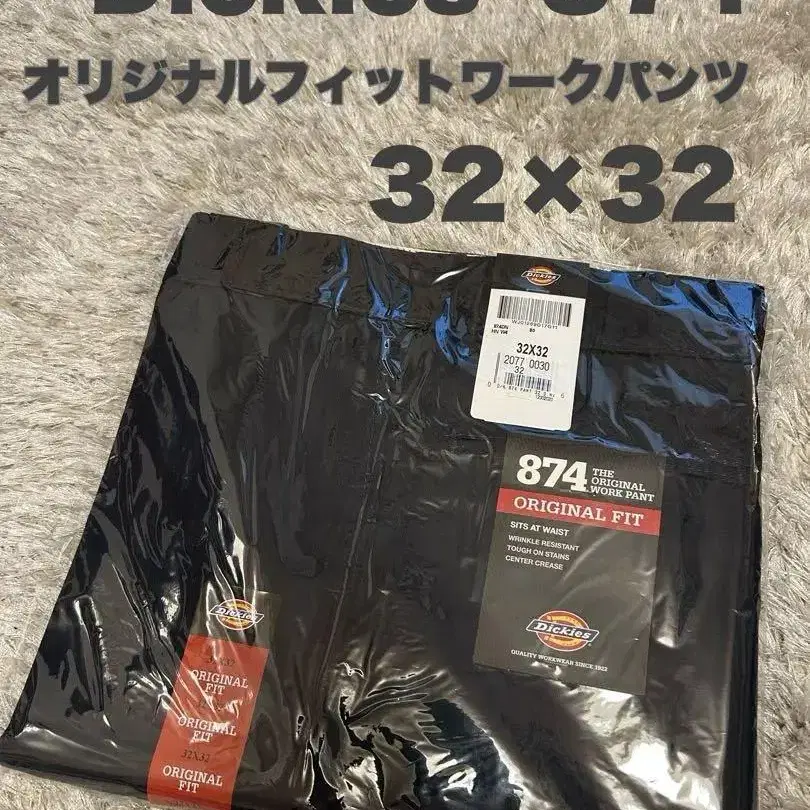 Dickies 874
オリジナルフィットワークパンツ
32×32
Dickies
32X32
2077 0030
32
874 THE
ORIGINAL
WORK PANT
ORIGINAL FIT
SITS AT WAIST
WRINKLE RESISTANT
TOUGH ON STAINS
CENTER CREASE
Dickies
QUALITY WORKWEAR SINCE 1922
Dickies
ORIGINAL
FIT
ORIGINAL
FIT
32X32
ORIGINAL
FIT